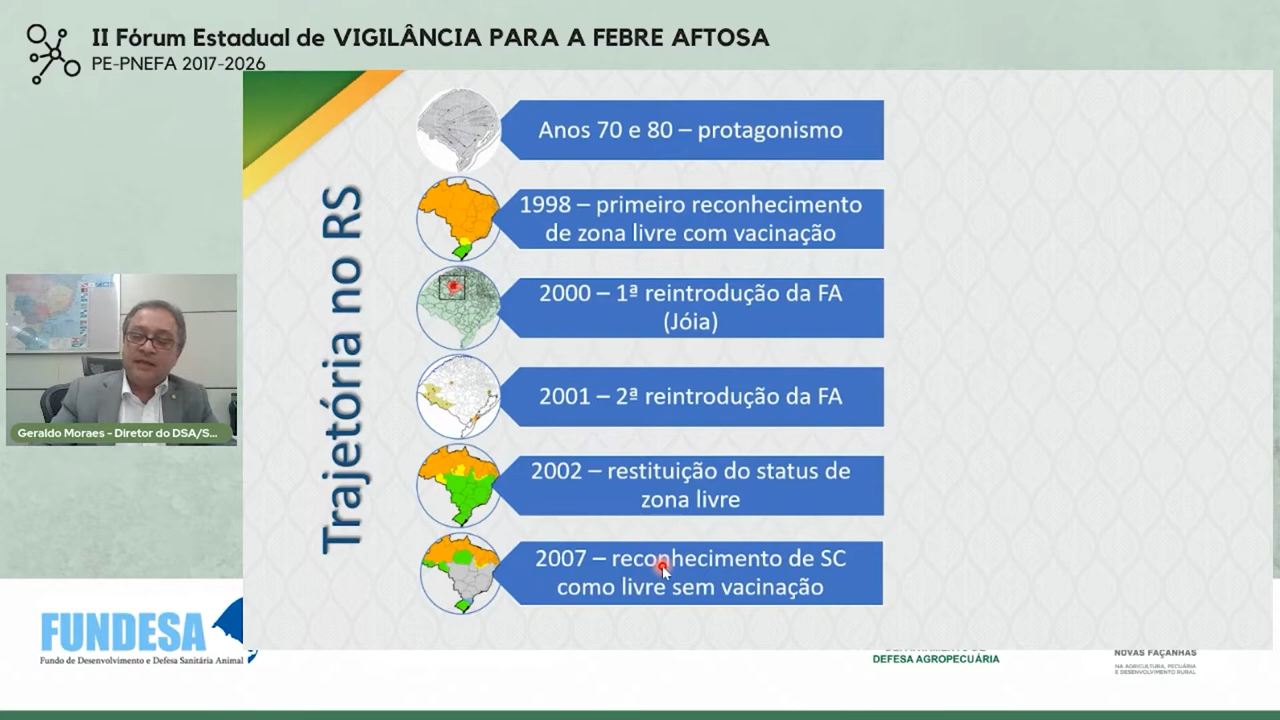 II Fórum Estadual de VIGILÂNCIA PARA A FEBRE AFTOSA
PE-PNEFA 2017-2026
Trajetória no RS
Anos 70 e 80 – protagonismo
1998 – primeiro reconhecimento
de zona livre com vacinação
2000 – 1ª reintrodução da FA
(Jóia)
2001 – 2ª reintrodução da FA
2002 – restituição do status de
zona livre
2007 – reconhecimento de SC
como livre sem vacinação
Geraldo Moraes – Diretor do DSA/S...
FUNDESA
Fundo de Desenvolvimento e Defesa Sanitária Animal
DEPARTAMENTO DE
DEFESA AGROPECUÁRIA
NOVAS FAÇANHAS
NA AGRICULTURA, PECUÁRIA
E DESENVOLVIMENTO RURAL